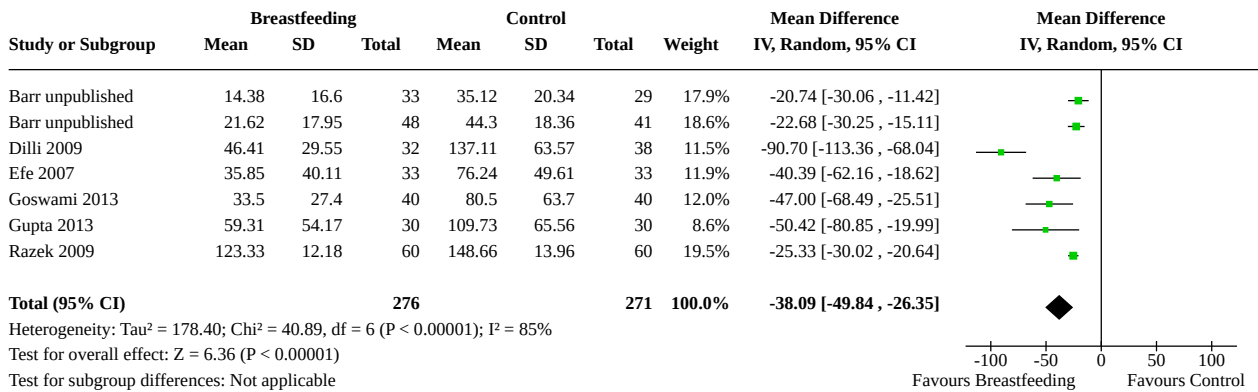 Breastfeeding Control Mean Difference Mean Difference
Study or Subgroup Mean SD Total Mean SD Total Weight IV, Random, 95% CI IV, Random, 95% CI
Barr unpublished 14.38 16.6 33 35.12 20.34 29 17.9% -20.74 [-30.06 , -11.42]
Barr unpublished 21.62 17.95 48 44.3 18.36 41 18.6% -22.68 [-30.25 , -15.11]
Dilli 2009 46.41 29.55 32 137.11 63.57 38 11.5% -90.70 [-113.36 , -68.04]
Efe 2007 35.85 40.11 33 76.24 49.61 33 11.9% -40.39 [-62.16 , -18.62]
Goswami 2013 33.5 27.4 40 80.5 63.7 40 12.0% -47.00 [-68.49 , -25.51]
Gupta 2013 59.31 54.17 30 109.73 65.56 30 8.6% -50.42 [-80.85 , -19.99]
Razek 2009 123.33 12.18 60 148.66 13.96 60 19.5% -25.33 [-30.02 , -20.64]
Total (95% CI) 276 271 100.0% -38.09 [-49.84 , -26.35]
Heterogeneity: Tau² = 178.40; Chi² = 40.89, df = 6 (P < 0.00001); I² = 85%
Test for overall effect: Z = 6.36 (P < 0.00001) -100 -50 0 50 100
Test for subgroup differences: Not applicable Favours Breastfeeding Favours Control